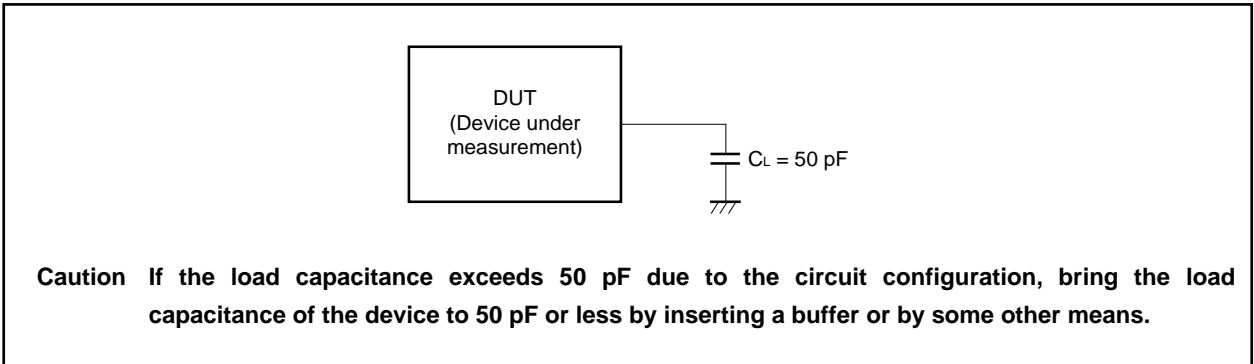 DUT
(Device under
measurement)
CL = 50 pF
Caution If the load capacitance exceeds 50 pF due to the circuit configuration, bring the load
capacitance of the device to 50 pF or less by inserting a buffer or by some other means.